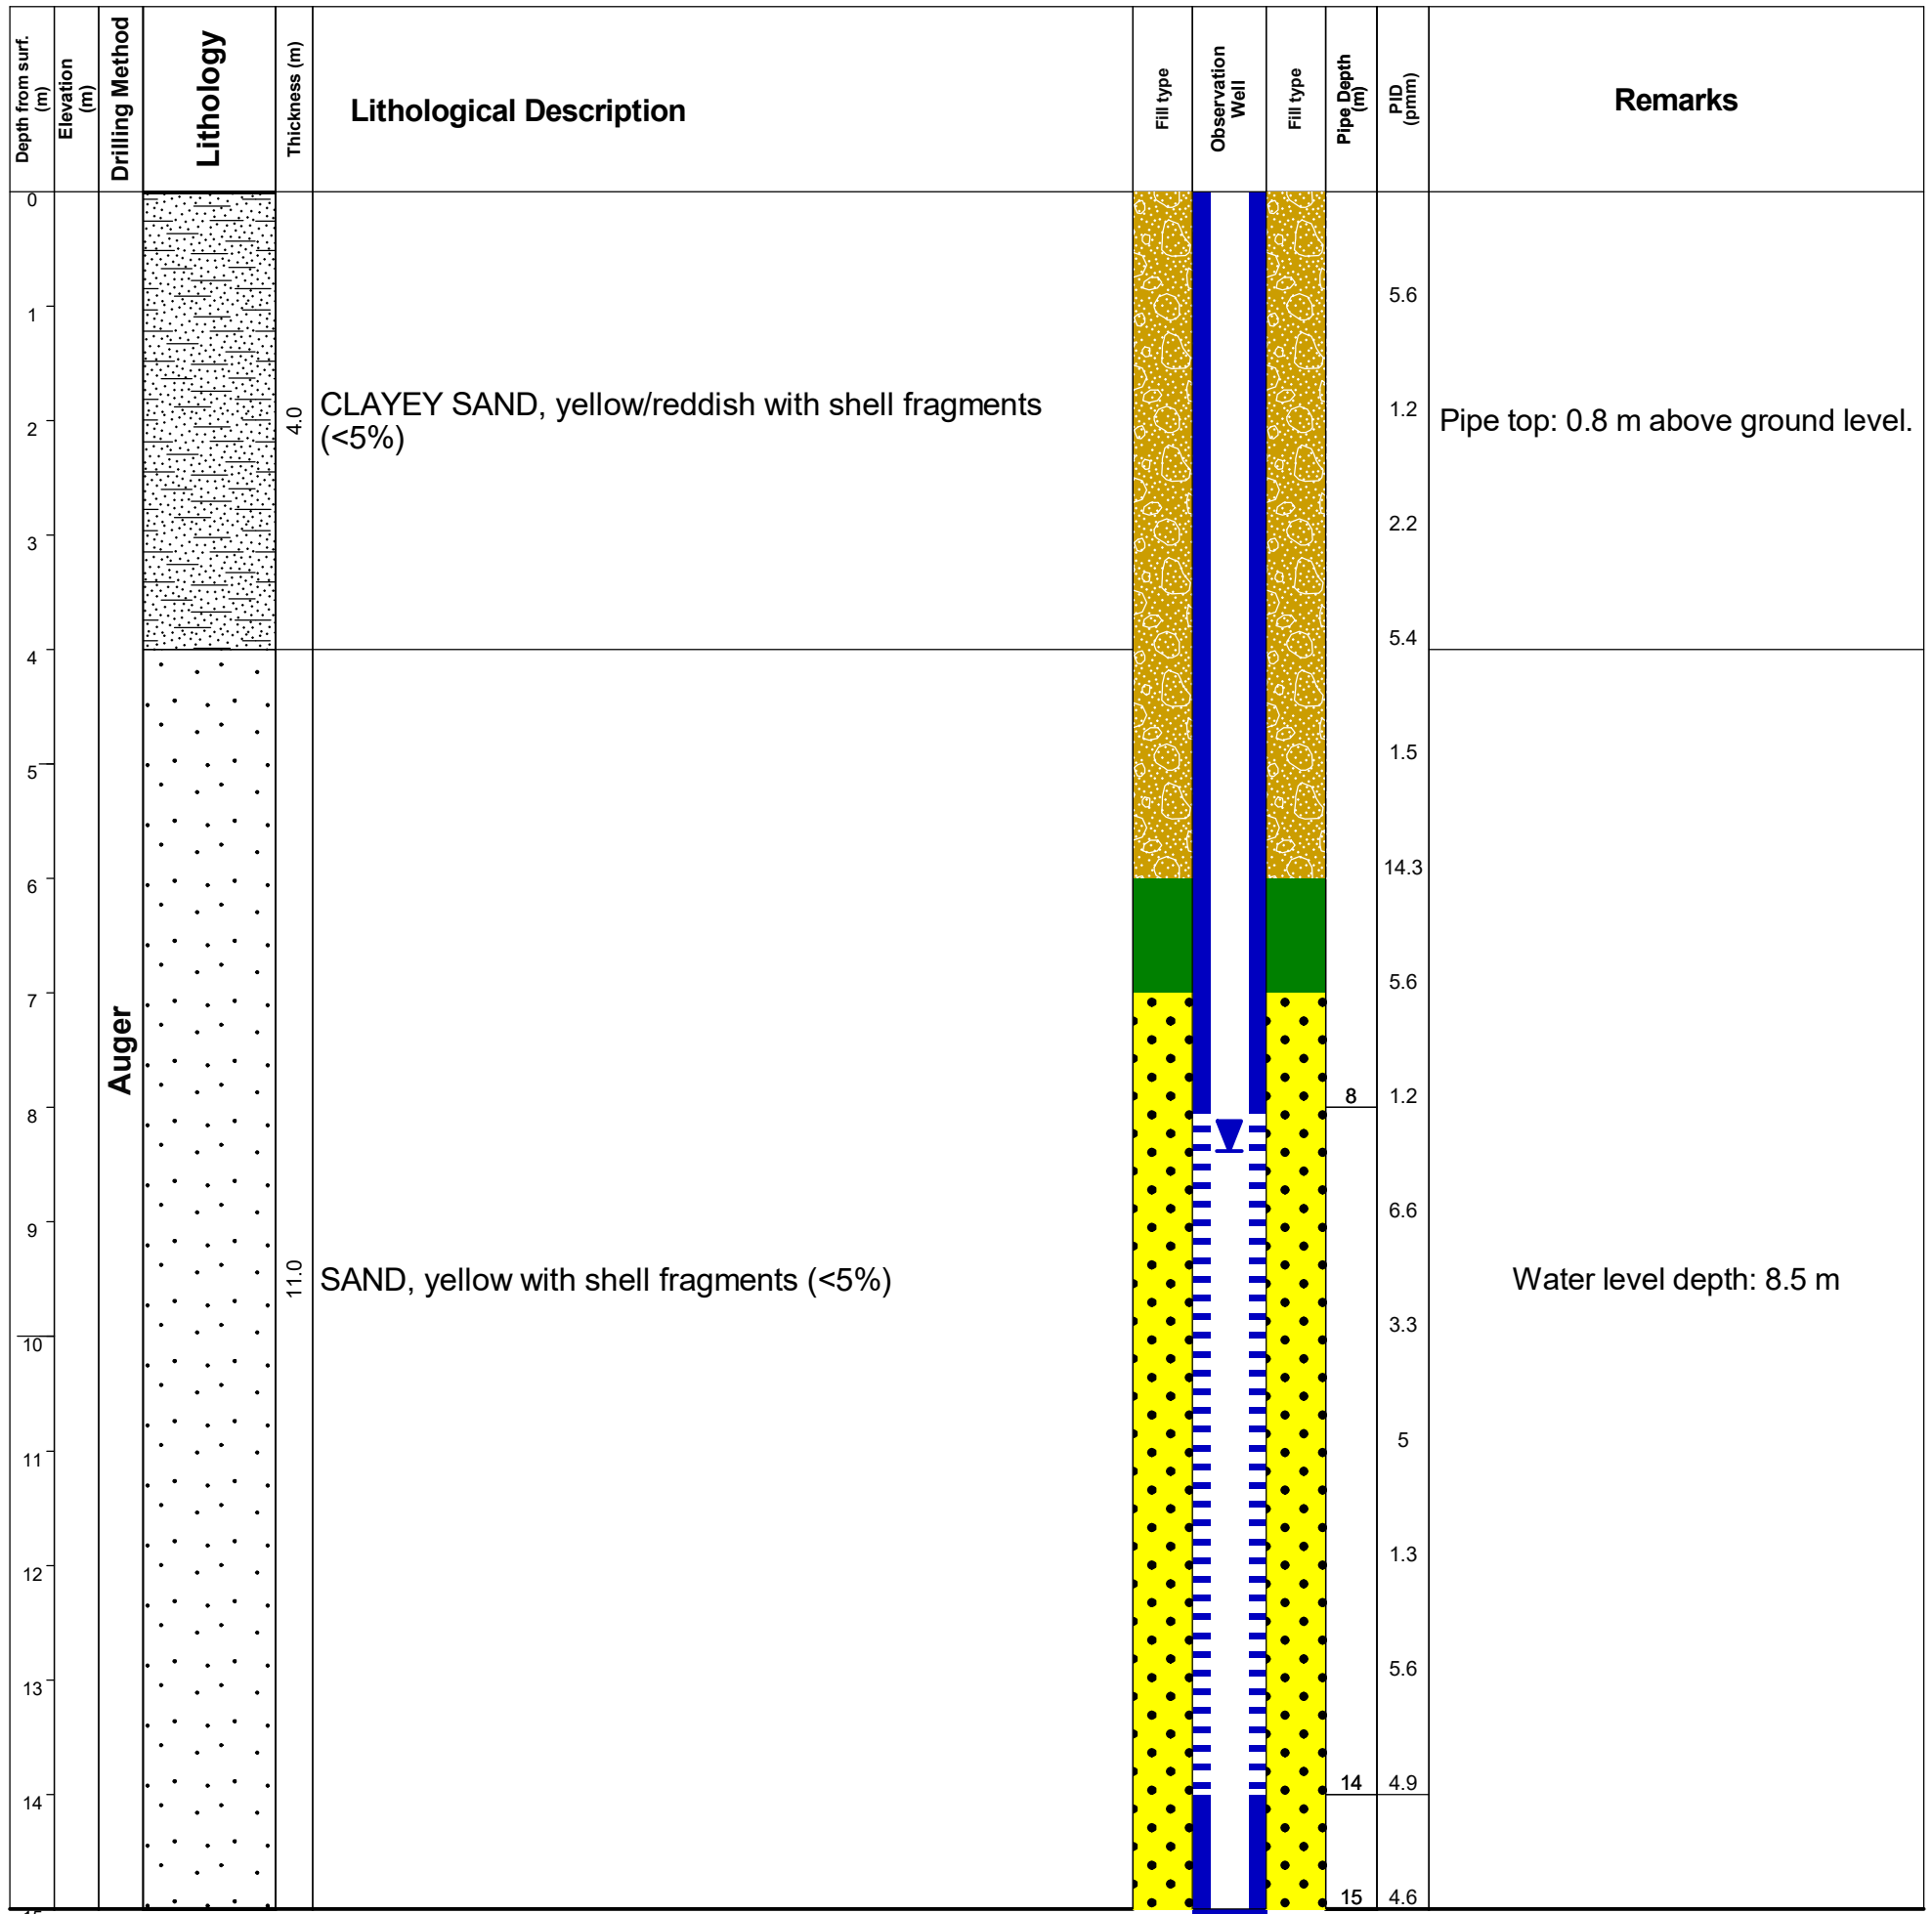 Depth from surf.
(m)
Elevation
(m)
Drilling Method
Lithology
Thickness (m)
Lithological Description
Fill type
Observation
Well
Fill type
Pipe Depth
(m)
PID
(pmm)
Remarks
0
1
2
3
4
5
6
7
8
9
10
11
12
13
14
Auger
4.0
CLAYEY SAND, yellow/reddish with shell fragments
(<5%)
11.0
SAND, yellow with shell fragments (<5%)
8
14
15
5.6
1.2
2.2
5.4
1.5
14.3
5.6
1.2
6.6
3.3
5
1.3
5.6
4.9
4.6
Pipe top: 0.8 m above ground level.
Water level depth: 8.5 m